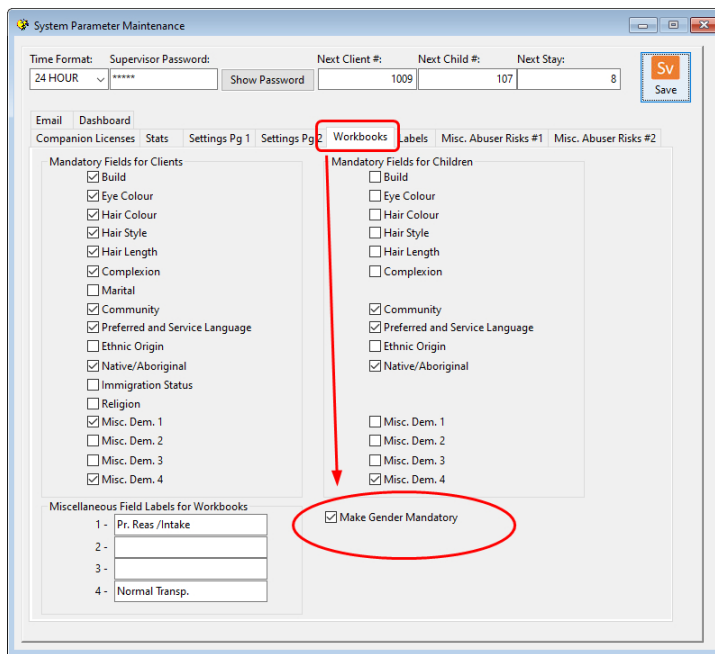 System Parameter Maintenance
Time Format: Supervisor Password: Next Client #: Next Child #: Next Stay:
24 HOUR ***** Show Password 1009 107 8
Sv
Save
Email Dashboard
Companion Licenses Stats Settings Pg 1 Settings Pg 2 Workbooks Labels Misc. Abuser Risks #1 Misc. Abuser Risks #2
Mandatory Fields for Clients Mandatory Fields for Children
Build Build
Eye Colour Eye Colour
Hair Colour Hair Colour
Hair Style Hair Style
Hair Length Hair Length
Complexion Complexion
Marital
Community Community
Preferred and Service Language Preferred and Service Language
Ethnic Origin Ethnic Origin
Native/Aboriginal Native/Aboriginal
Immigration Status
Religion
Misc. Dem. 1 Misc. Dem. 1
Misc. Dem. 2 Misc. Dem. 2
Misc. Dem. 3 Misc. Dem. 3
Misc. Dem. 4 Misc. Dem. 4
Miscellaneous Field Labels for Workbooks
1 - Pr. Reas /Intake Make Gender Mandatory
2 -
3 -
4 - Normal Transp.